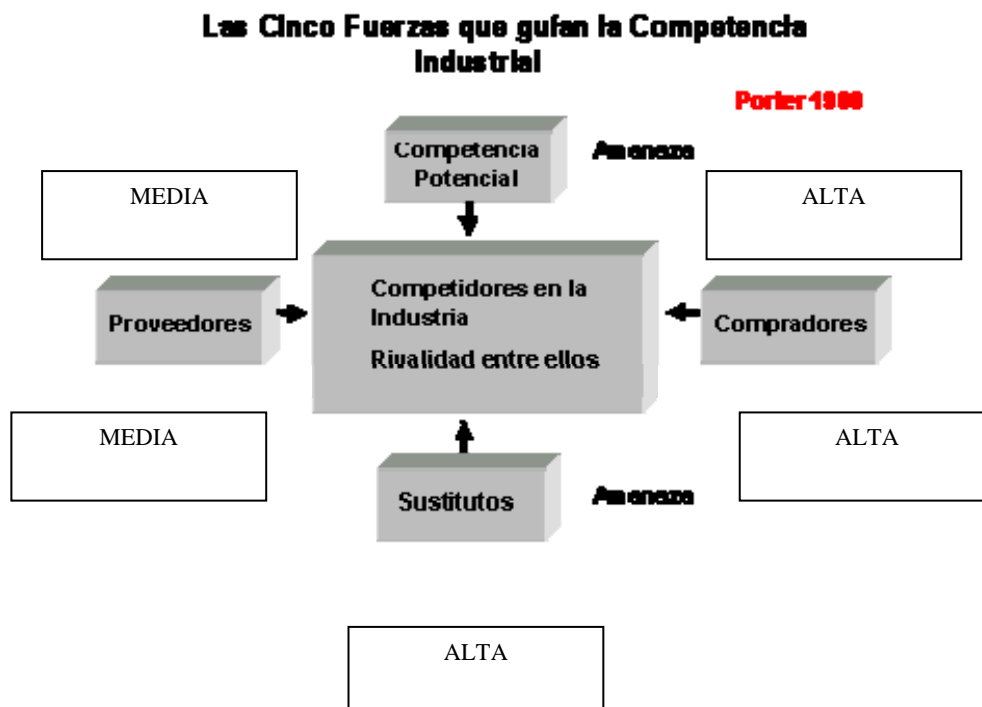 Las Cinco Fuerzas que guían la Competencia
Industrial
Porter
Competencia
Potencial
Amenaza
MEDIA
ALTA
Proveedores
Competidores en la
Industria
Rivalidad entre ellos
Compradores
MEDIA
ALTA
Sustitutos
Amenaza
ALTA